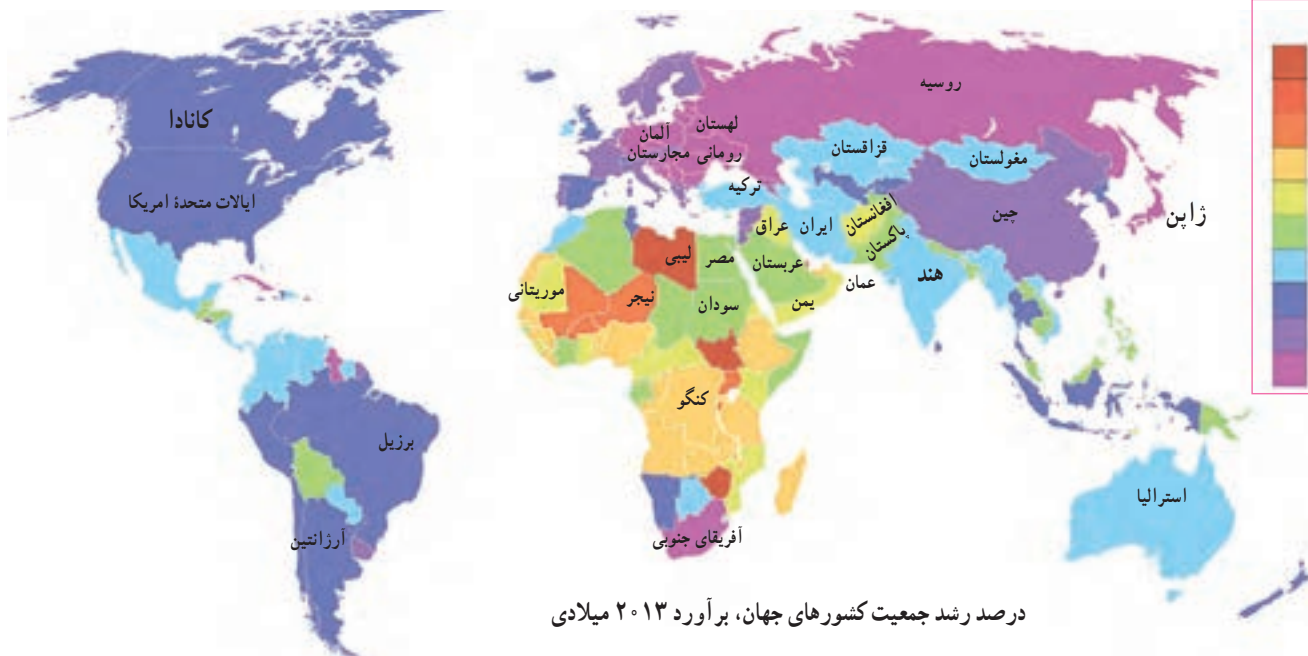 کانادا
ایالات متحدهٔ امریکا
برزیل
آرژانتین
روسیه
لهستان
آلمان
رومانی
مجارستان
قزاقستان
مغولستان
ترکیه
چین
ژاپن
افغانستان
پاکستان
ایران
عراق
هند
عربستان
عمان
یمن
مصر
لیبی
سودان
نیجر
موریتانی
کنگو
آفریقای جنوبی
استرالیا
درصد رشد جمعیت کشورهای جهان، برآورد ۲۰۱۳ میلادی